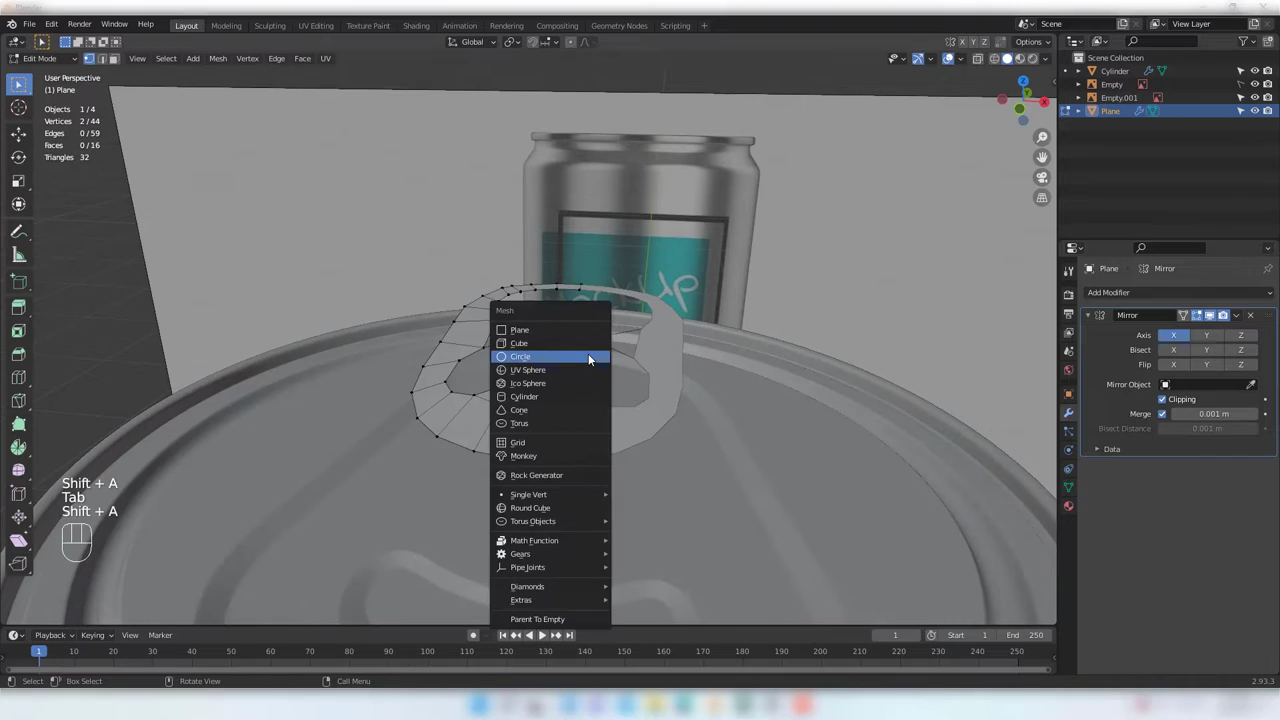 File Edit Render Window Help Layout Modeling Sculpting UV Editing Texture Paint Shading Animation Rendering Compositing Geometry Nodes Scripting + Scene View Layer
Global X Y Z Options
Edit Mode View Select Add Mesh Vertex Edge Face UV
Scene Collection
Cylinder
Empty
Empty.001
Plane
User Perspective
(1) Plane
Objects 1/4
Vertices 2/44
Edges 0/59
Faces 0/16
Triangles 32
Z
Y
X
Plane Mirror
Add Modifier
Mirror
Axis X Y Z
Bisect X Y Z
Flip X Y Z
Mirror Object
Clipping
Merge 0.001 m
Bisect Distance 0.001 m
Data
Mesh
Plane
Cube
Circle
UV Sphere
Ico Sphere
Cylinder
Cone
Torus
Grid
Monkey
Rock Generator
Single Vert
Round Cube
Torus Objects
Math Function
Gears
Pipe Joints
Diamonds
Extras
Parent To Empty
Shift + A
Tab
Shift + A
Playback Keying View Marker 1 Start 1 End 250
1 10 20 30 40 50 60 70 80 90 100 110 120 130 140 150 160 170 180 190 200 210 220 230 240 250
Select Box Select Rotate View Call Menu 2.93.3